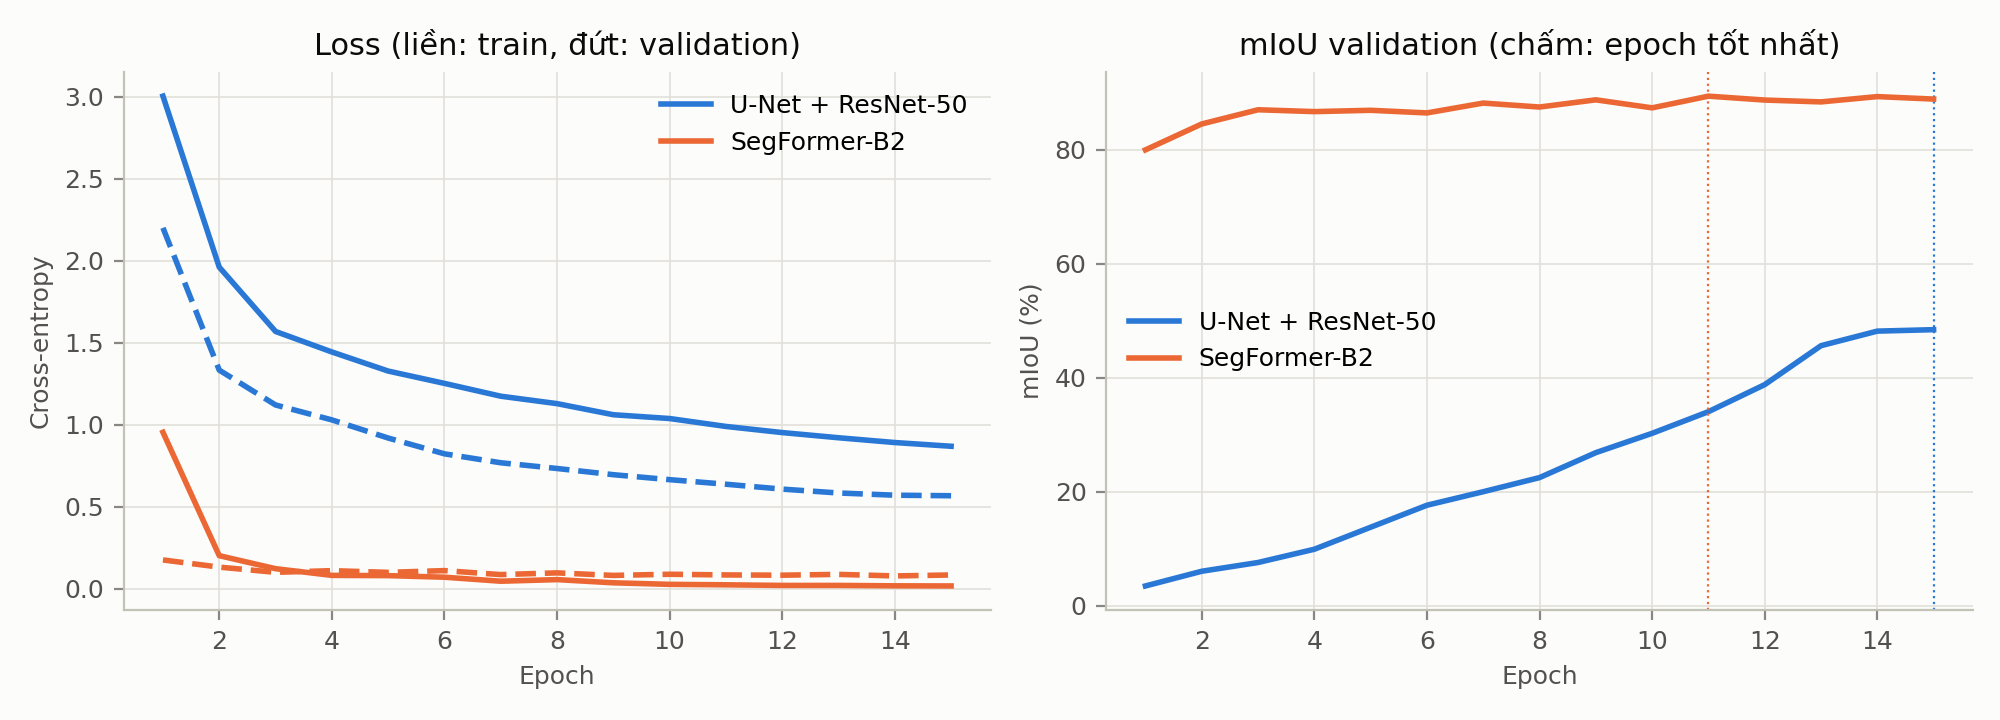 Loss (liền: train, đứt: validation)
3.0
2.5
2.0
1.5
1.0
0.5
0.0
Cross-entropy
U-Net + ResNet-50
SegFormer-B2
2 4 6 8 10 12 14
Epoch
mIoU validation (chấm: epoch tốt nhất)
80
60
40
20
0
mIoU (%)
U-Net + ResNet-50
SegFormer-B2
2 4 6 8 10 12 14
Epoch